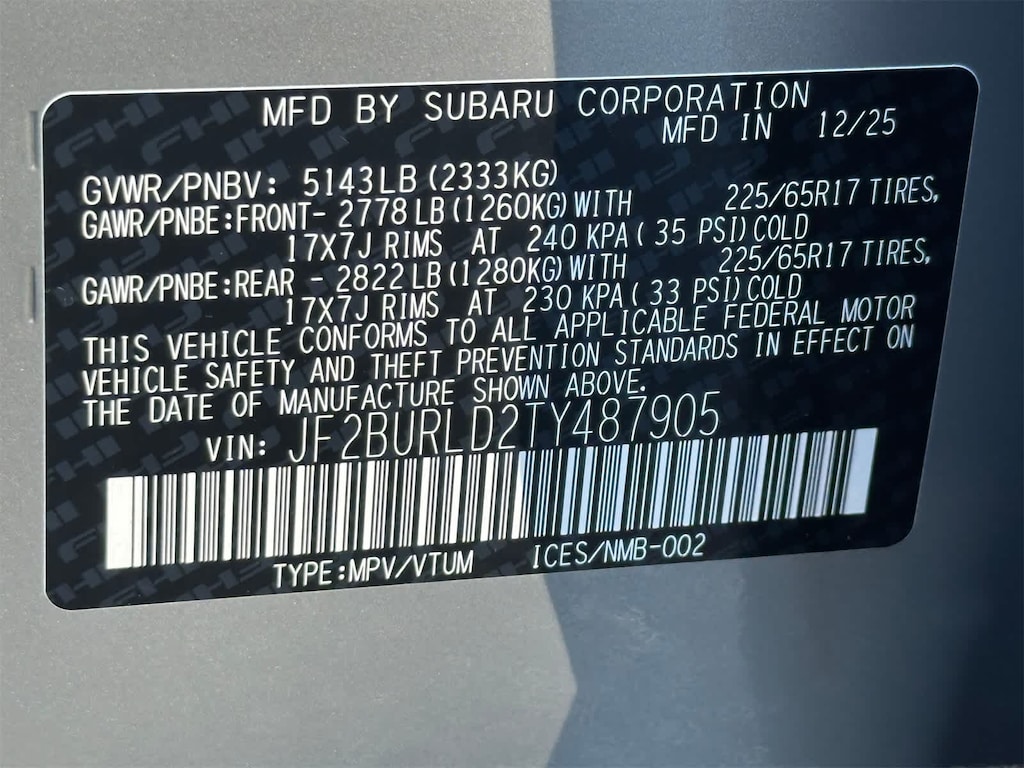 MFD BY SUBARU CORPORATION
MFD IN 12/25
GVWR/PNBV: 5143LB (2333KG)
GAWR/PNBE:FRONT- 2778 LB (1260KG) WITH 225/65R17 TIRES,
17X7J RIMS AT 240 KPA ( 35 PSI) COLD
GAWR/PNBE:REAR - 2822 LB (1280KG) WITH 225/65R17 TIRES,
17X7J RIMS AT 230 KPA ( 33 PSI) COLD
THIS VEHICLE CONFORMS TO ALL APPLICABLE FEDERAL MOTOR
VEHICLE SAFETY AND THEFT PREVENTION STANDARDS IN EFFECT ON
THE DATE OF MANUFACTURE SHOWN ABOVE.
VIN: JF2BURLD2TY487905
TYPE:MPV/VTUM ICES/NMB-002